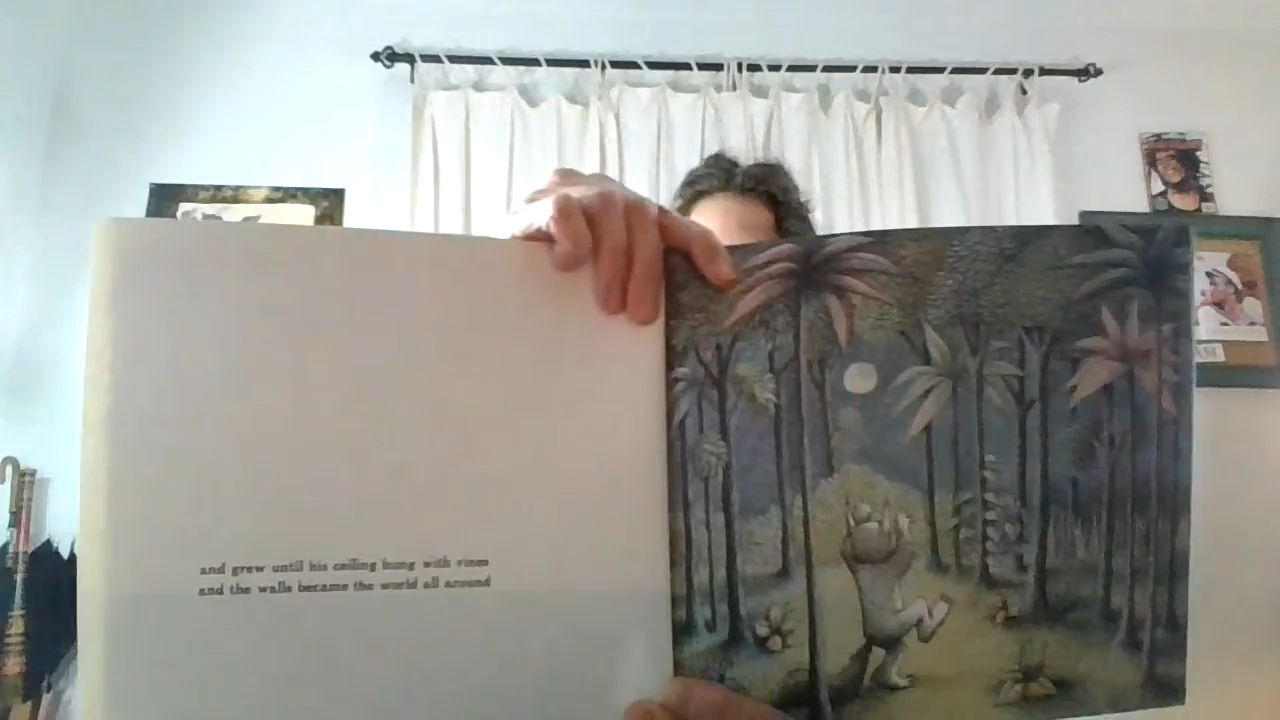 and grew until his ceiling hung with vines
and the walls became the world all around